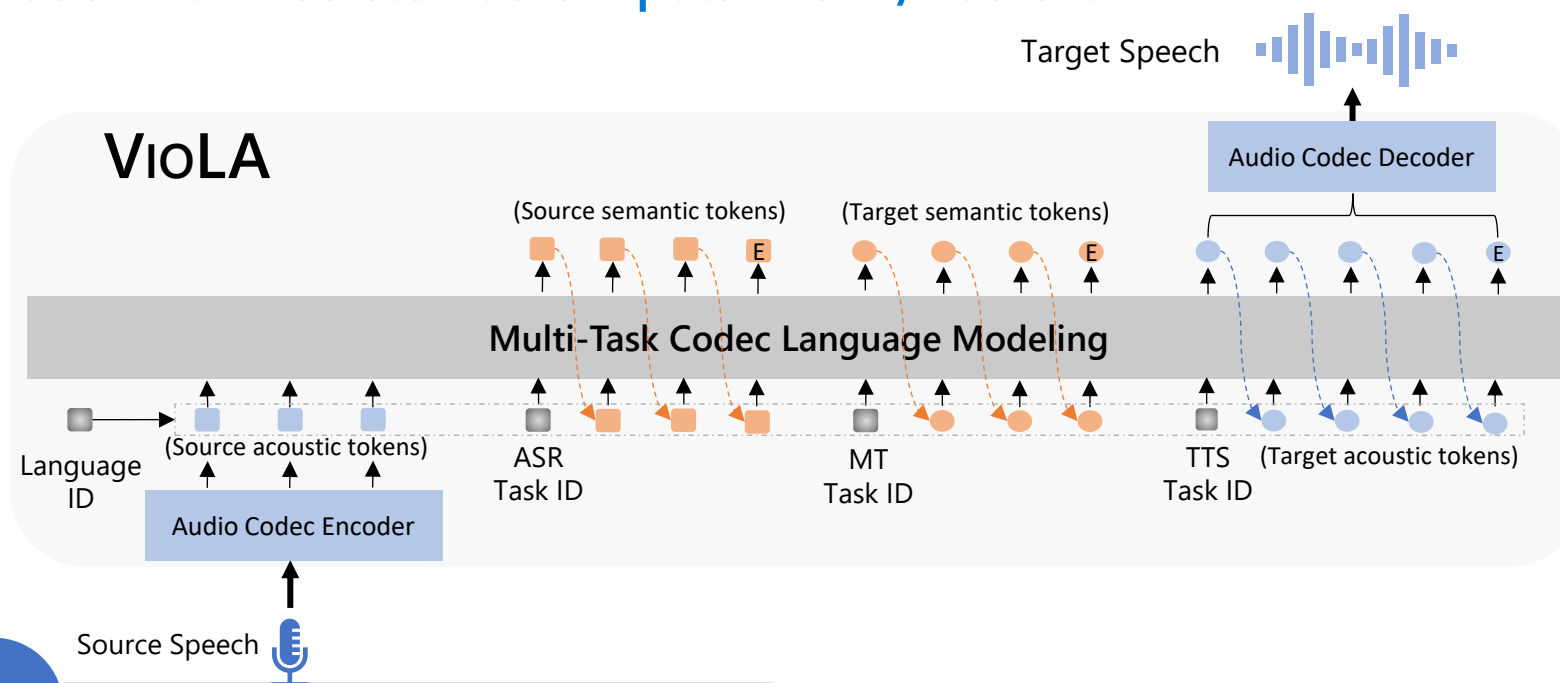 Target Speech
VIOLA
Audio Codec Decoder
(Source semantic tokens)
(Target semantic tokens)
E
E
E
Multi-Task Codec Language Modeling
(Source acoustic tokens)
Language
ID
ASR
Task ID
MT
Task ID
TTS
Task ID
(Target acoustic tokens)
Audio Codec Encoder
Source Speech